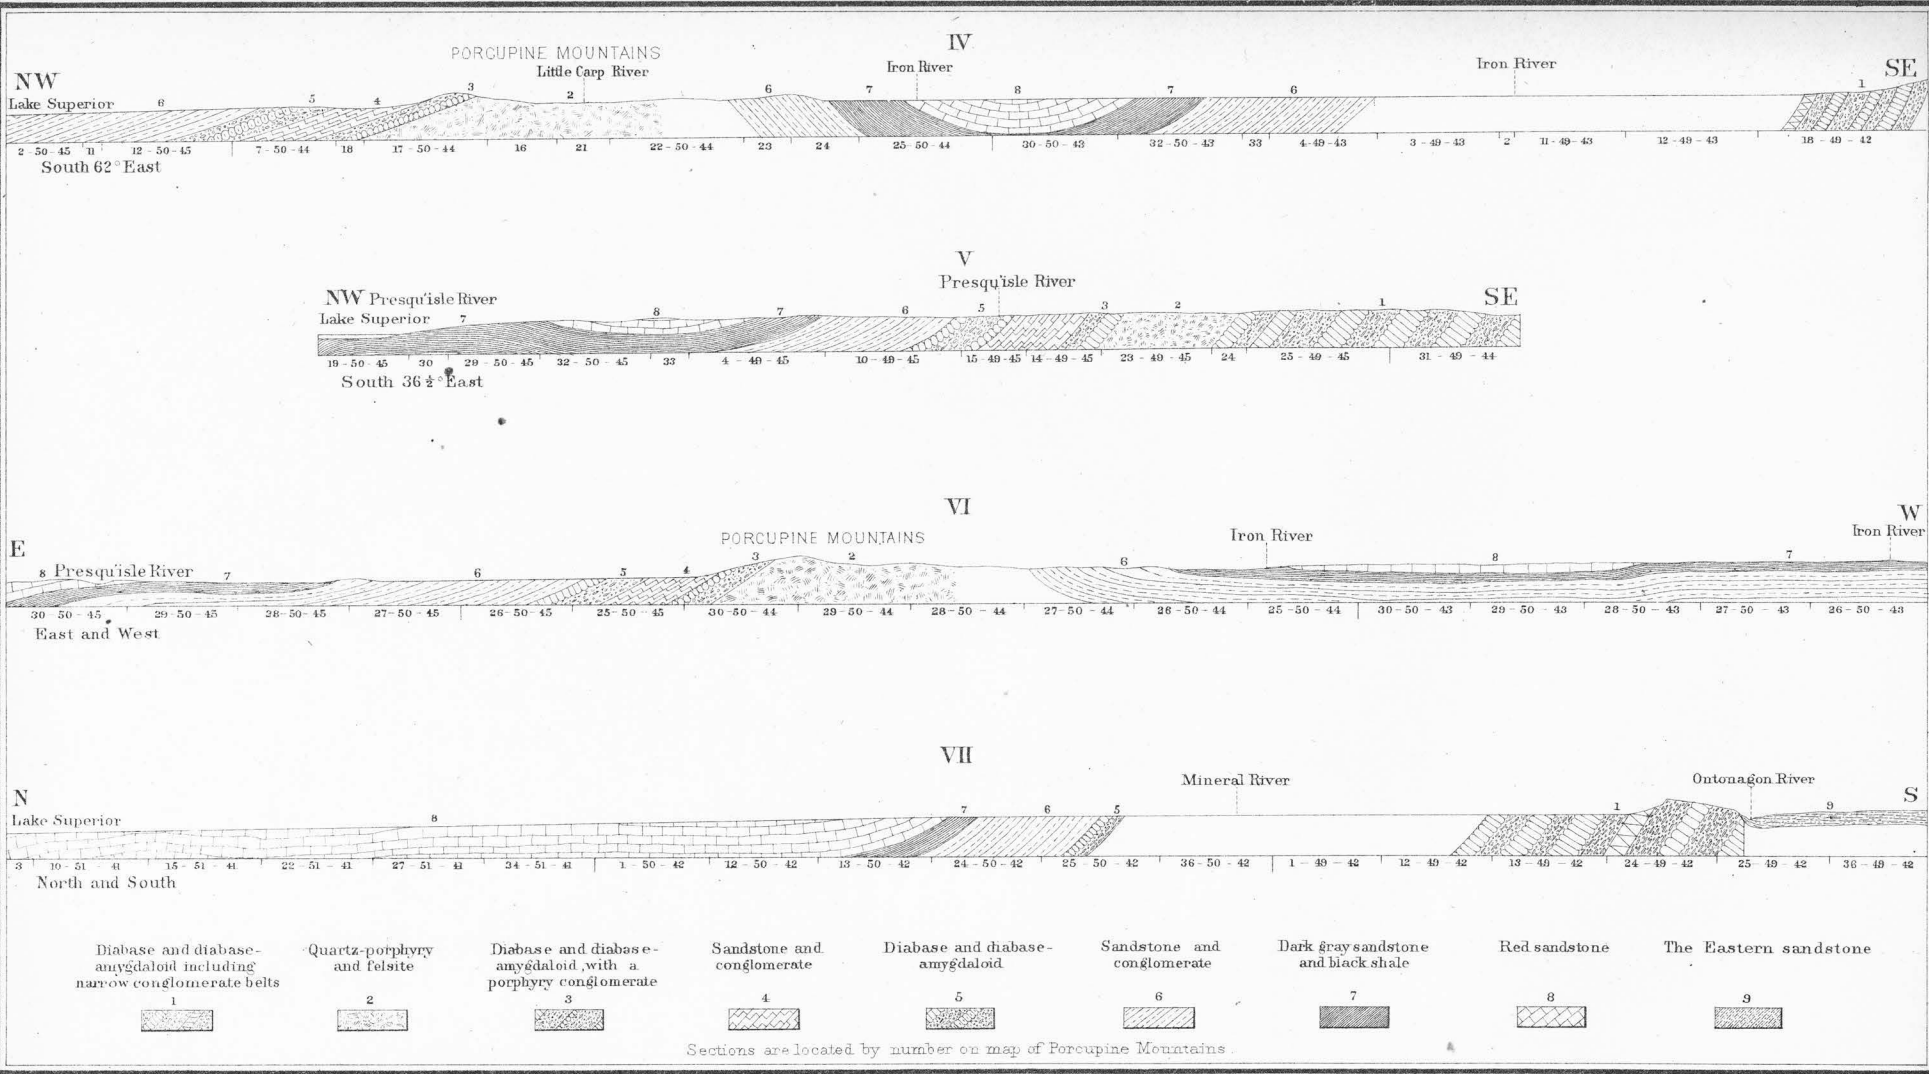 IV
PORCUPINE MOUNTAINS
Little Carp River
Iron River
Iron River
NW
SE
Lake Superior
6 5 4 3 2 6 7 8 7 6 1
2-50-45 11 12-50-45 7-50-44 18 17-50-44 16 21 22-50-44 23 24 25-50-44 30-50-43 32-50-43 33 4-49-43 3-49-43 2 11-49-43 12-49-43 18-49-42
South 62° East
V
Presqu'isle River
NW Presqu'isle River
SE
Lake Superior
7 8 7 6 5 3 2 1
19-50-45 30 29-50-45 32-50-45 33 4-49-45 10-49-45 15-49-45 14-49-45 23-49-45 24 25-49-45 31-49-44
South 36½° East
VI
PORCUPINE MOUNTAINS
Iron River
W
Iron River
E
8 Presqu'isle River
7 6 5 4 3 2 6 8 7
30-50-45 29-50-45 28-50-45 27-50-45 26-50-45 25-50-45 30-50-44 29-50-44 28-50-44 27-50-44 26-50-44 25-50-44 30-50-43 29-50-43 28-50-43 27-50-43 26-50-43
East and West
VII
Mineral River
Ontonagon River
N
S
Lake Superior
8 7 6 5 1 9
3 10-51-41 15-51-41 22-51-41 27-51-41 34-51-41 1-50-42 12-50-42 13-50-42 24-50-42 25-50-42 36-50-42 1-49-42 12-49-42 13-49-42 24-49-42 25-49-42 36-49-42
North and South
Diabase and diabase-
amygdaloid including
narrow conglomerate belts
1
Quartz-porphyry
and felsite
2
Diabase and diabase-
amygdaloid, with a
porphyry conglomerate
3
Sandstone and
conglomerate
4
Diabase and diabase-
amygdaloid
5
Sandstone and
conglomerate
6
Dark gray sandstone
and black shale
7
Red sandstone
8
The Eastern sandstone
9
Sections are located by number on map of Porcupine Mountains.